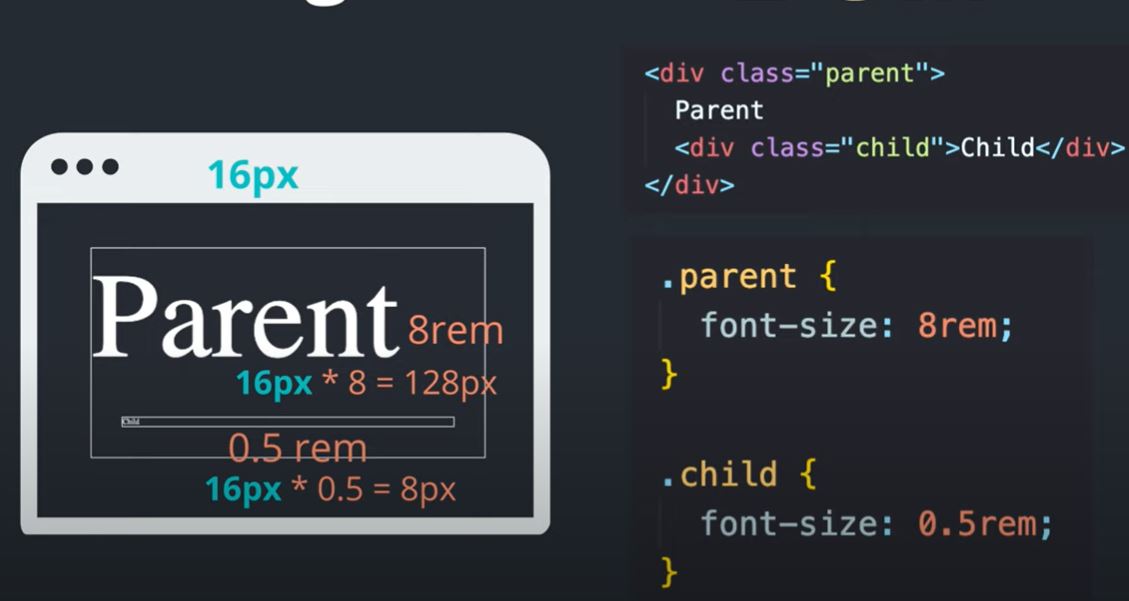 16px
Parent 8rem
16px * 8 = 128px
Child
0.5 rem
16px * 0.5 = 8px
<div class="parent">
Parent
<div class="child">Child</div>
</div>
.parent {
font-size: 8rem;
}
.child {
font-size: 0.5rem;
}